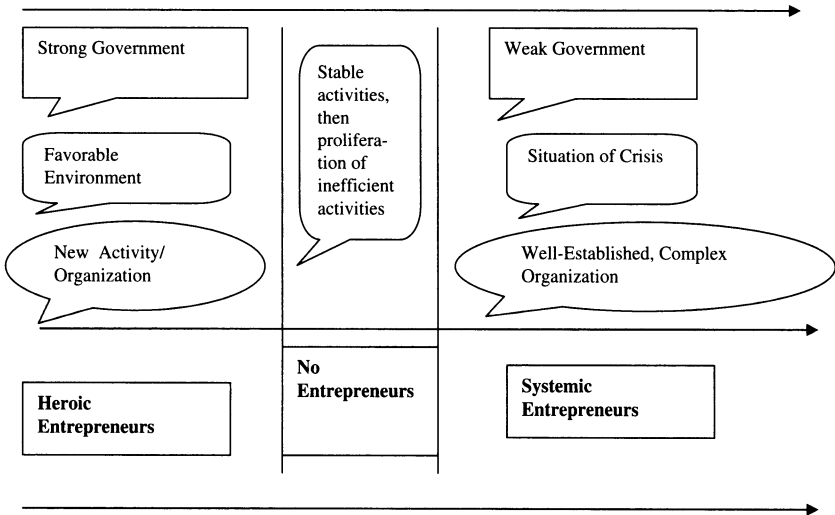 Strong Government
Favorable
Environment
New Activity/
Organization
Stable
activities,
then
prolifera-
tion of
inefficient
activities
Weak Government
Situation of Crisis
Well-Established, Complex
Organization
Heroic
Entrepreneurs
No
Entrepreneurs
Systemic
Entrepreneurs